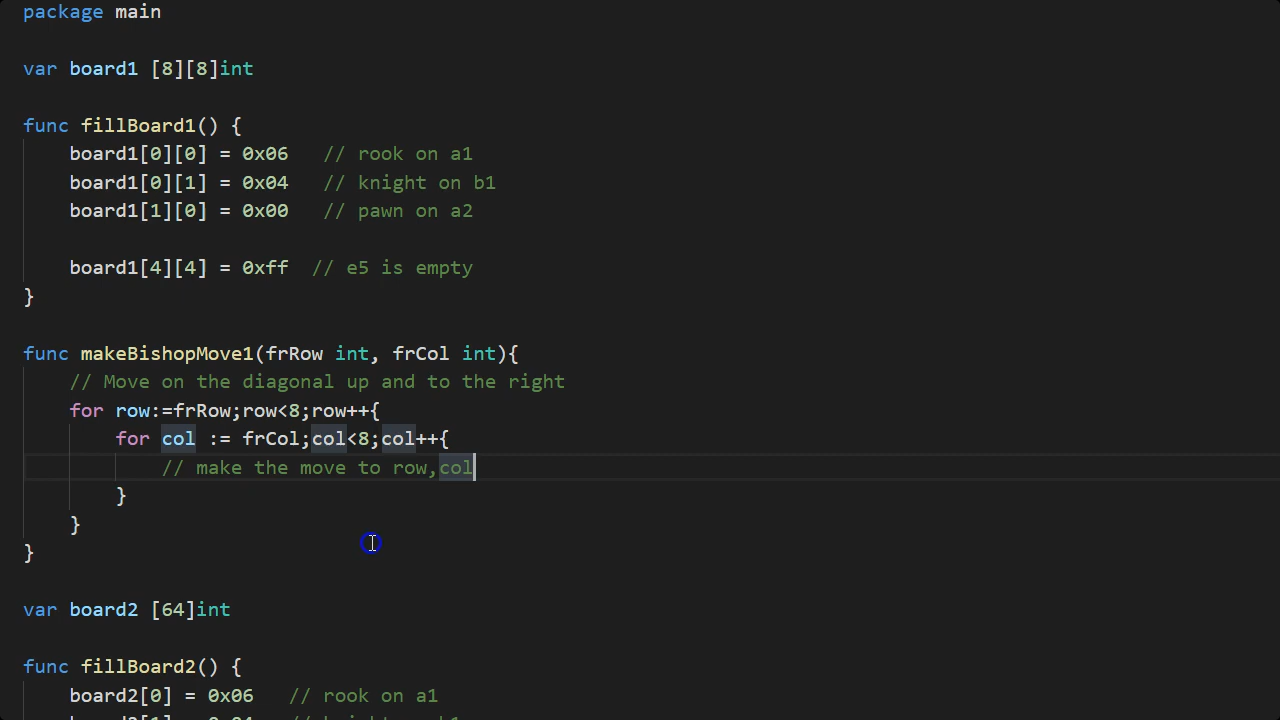 package main
var board1 [8][8]int
func fillBoard1() {
board1[0][0] = 0x06 // rook on a1
board1[0][1] = 0x04 // knight on b1
board1[1][0] = 0x00 // pawn on a2
board1[4][4] = 0xff // e5 is empty
}
func makeBishopMove1(frRow int, frCol int){
// Move on the diagonal up and to the right
for row:=frRow;row<8;row++{
for col := frCol;col<8;col++{
// make the move to row,col
}
}
}
var board2 [64]int
func fillBoard2() {
board2[0] = 0x06 // rook on a1